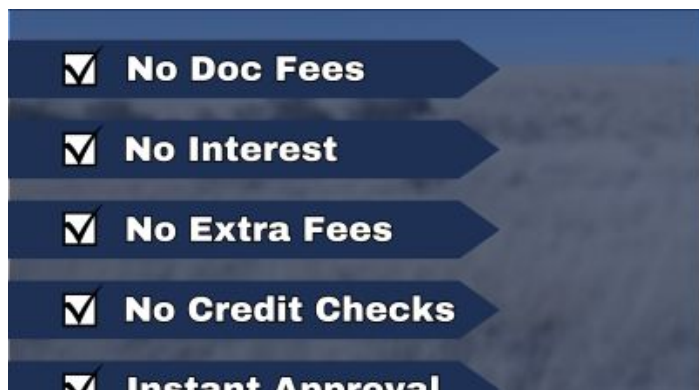 No Doc Fees
No Interest
No Extra Fees
No Credit Checks
Instant Approval